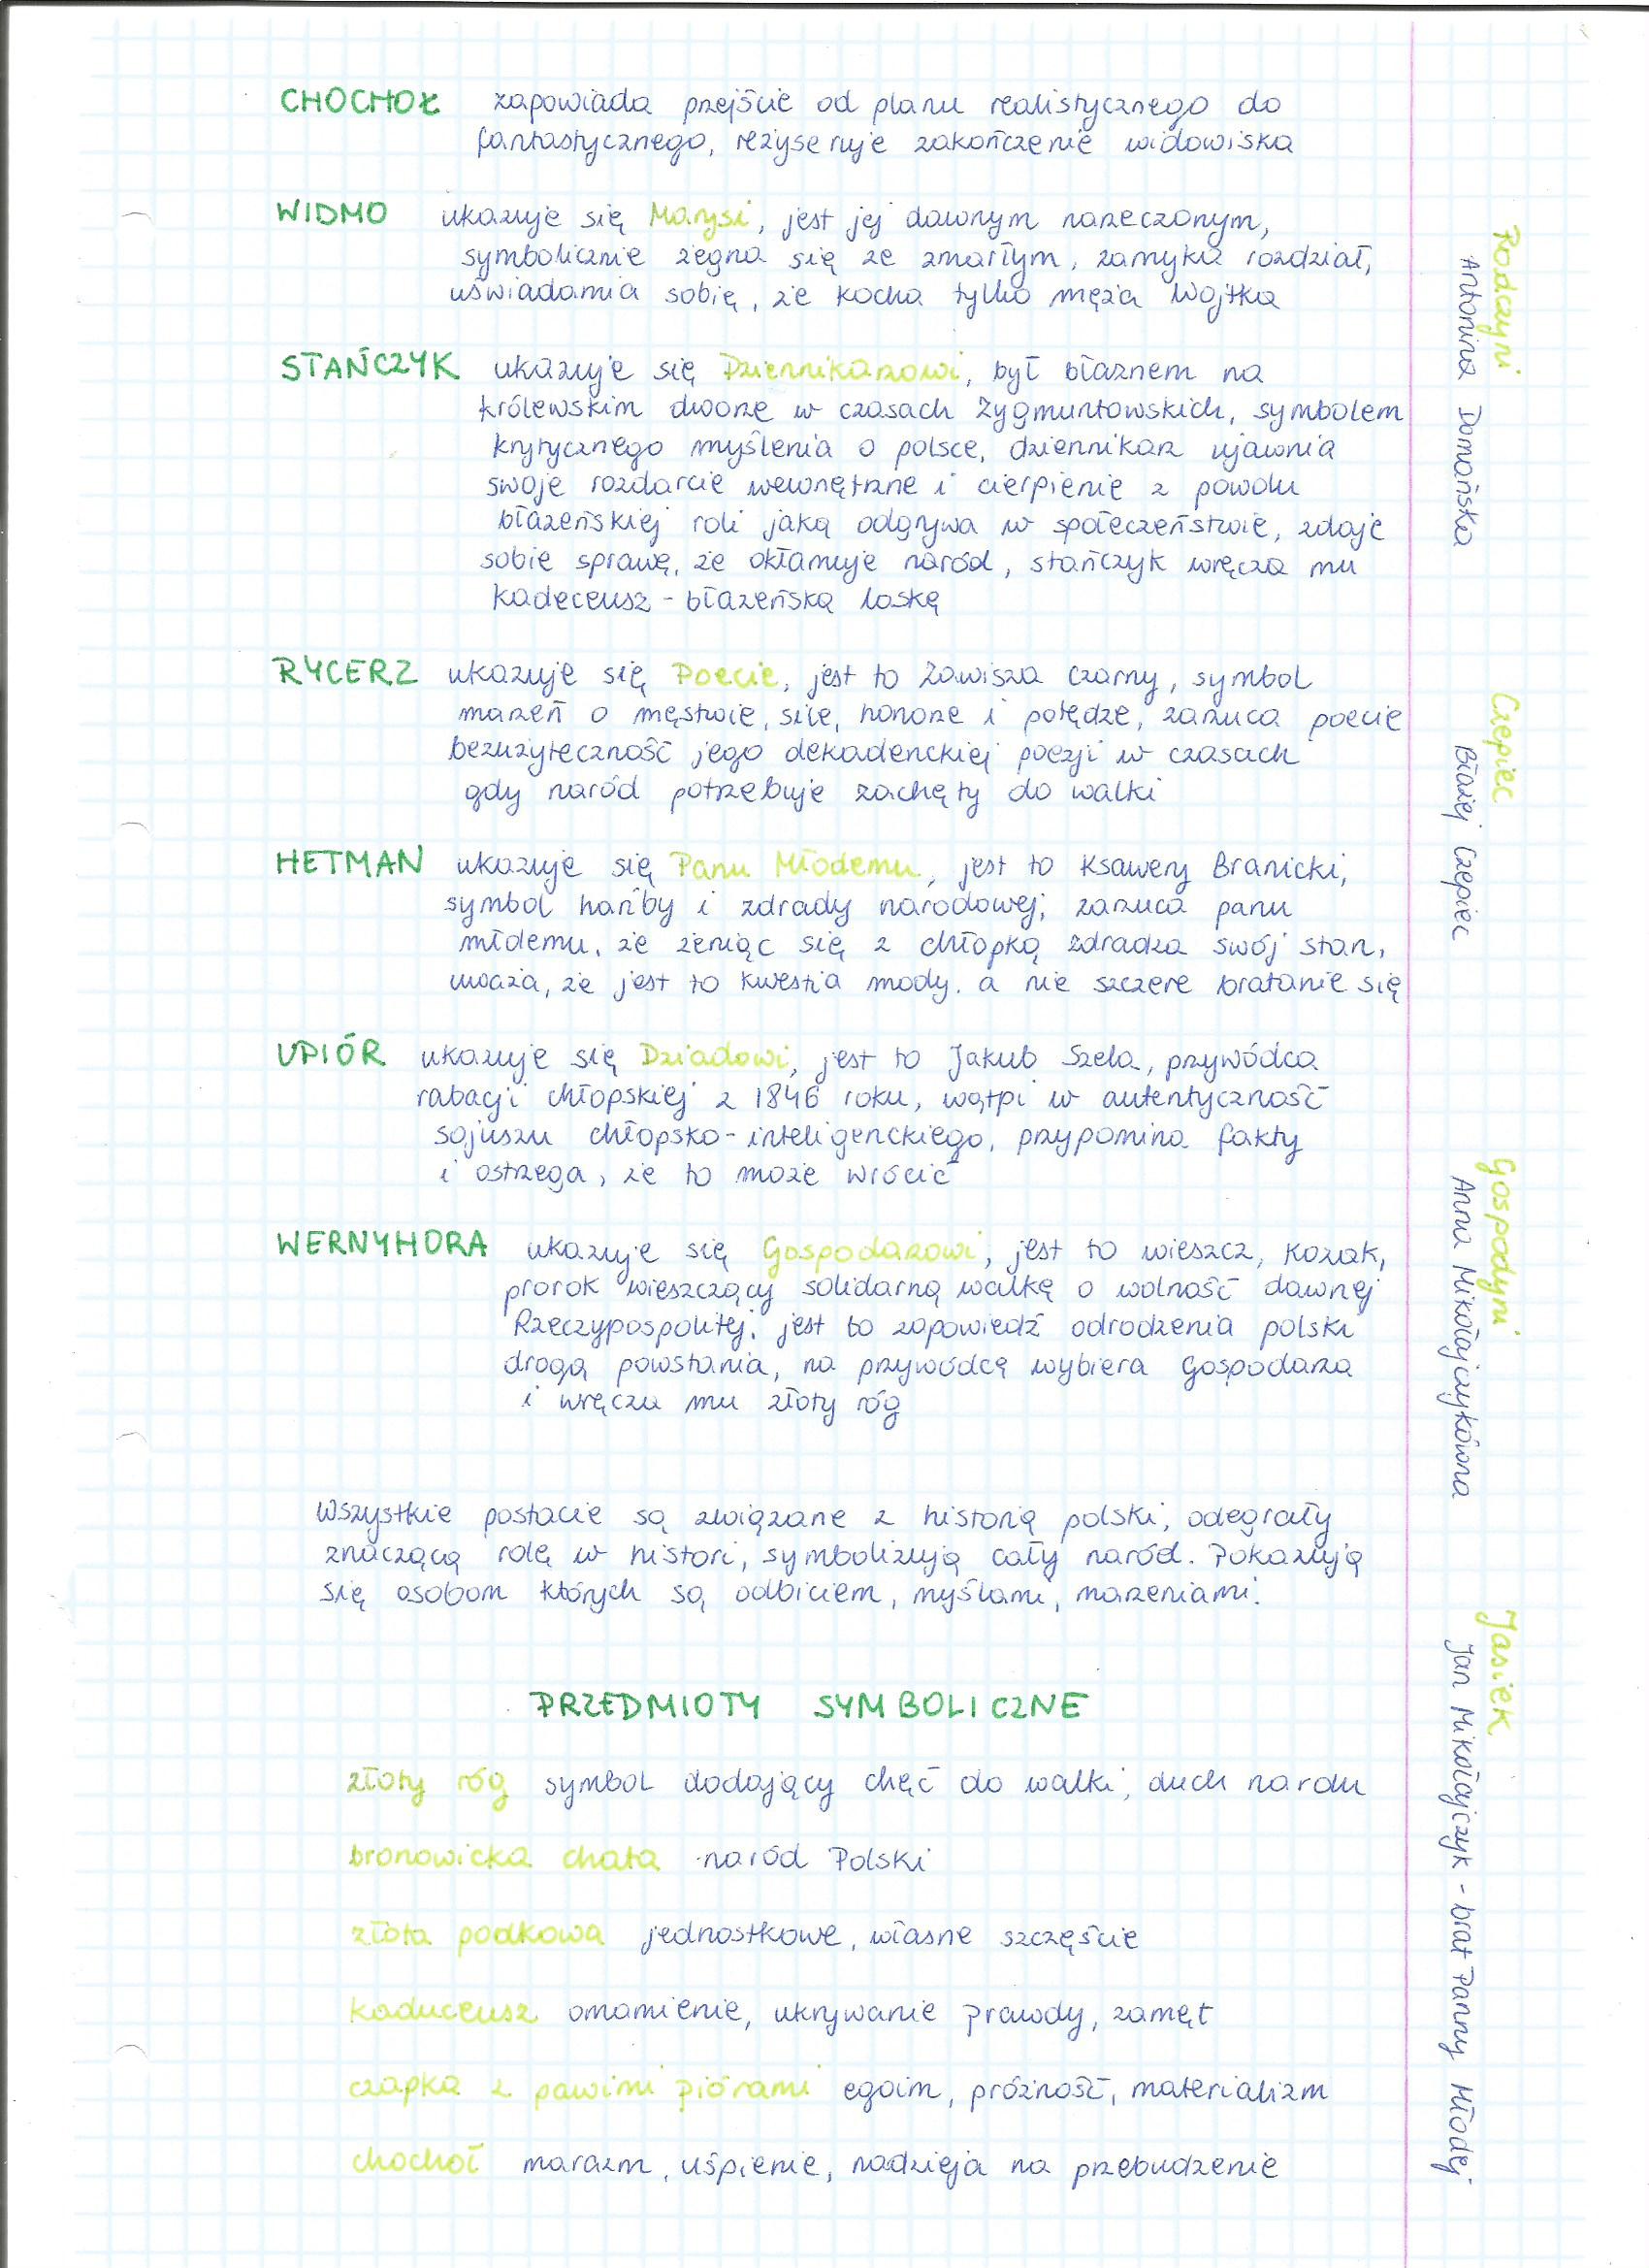 CHOCHOŁ zapowiada przejście od planu realistycznego do
fantastycznego, reżyseruje zakończenie widowiska
WIDMO ukazuje się Marysi, jest jej dawnym narzeczonym,
symbolicznie żegna się ze zmarłym, zamyka rozdział,
uświadamia sobię, że kocha tylko męża Wojtka
STAŃCZYK ukazuje się Dziennikarzowi, był błaznem na
królewskim dworze w czasach Zygmuntowskich, symbolem
krytycznego myślenia o polsce, dziennikarz ujawnia
swoje rozdarcie wewnętrzne i cierpienie z powodu
błazeńskiej roli jaką odgrywa w społeczeństwie, zdaje
sobie sprawę, że okłamuje naród, stańczyk wręcza mu
kadeceusz - błazeńską laskę
RYCERZ ukazuje się Poecie, jest to Zawisza Czarny, symbol
marzeń o męstwie, sile, honorze i potędze, zarzuca poecie
bezużyteczność jego dekadenckiej poezji w czasach
gdy naród potrzebuje zachęty do walki
HETMAN ukazuje się Panu Młodemu, jest to Ksawery Branicki,
symbol hańby i zdrady narodowej, zarzuca panu
młdemu, że żeniąc się z chłopką zdradza swój stan,
uważa, że jest to kwestia mody, a nie szczere bratanie się
UPIÓR ukazuje się Dziadowi, jest to Jakub Szela, przywódca
rabacji chłopskiej z 1846 roku, wątpi w autentyczność
sojuszu chłopsko-inteligenckiego, przypomina fakty
i ostrzega, że to może wrócić
WERNYHORA ukazuje się Gospodarzowi, jest to wieszcz, kozak,
prorok wieszczący solidarną walkę o wolność dawnej
Rzeczypospolitej, jest to zapowiedź odrodzenia polski
drogą powstania, na przywódcę wybiera Gospodarza
i wręcza mu złoty róg
Wszystkie postacie są związane z historią polski, odegrały
znaczącą rolę w histori, symbolizują cały naród. Pokazują
się osobom których są odbiciem, myślami, marzeniami.
PRZEDMIOTY SYMBOLICZNE
złoty róg symbol dodający chęć do walki, duch nardu
bronowicka chata naród Polski
złota podkowa jednostkowe, własne szczęście
kaduceusz omamienie, ukrywanie prawdy, zamęt
czapka z pawimi piórami egoim, próżność, materializm
chochoł marazm, uśpienie, nadzieja na przebudzenie
Radczyni
Antonina Domańska
Czepiec
Błażej Czepiec
Gospodyni
Anna Mikołajczykówna
Jasiek
Jan Mikołajczyk - brat Panny Młodej